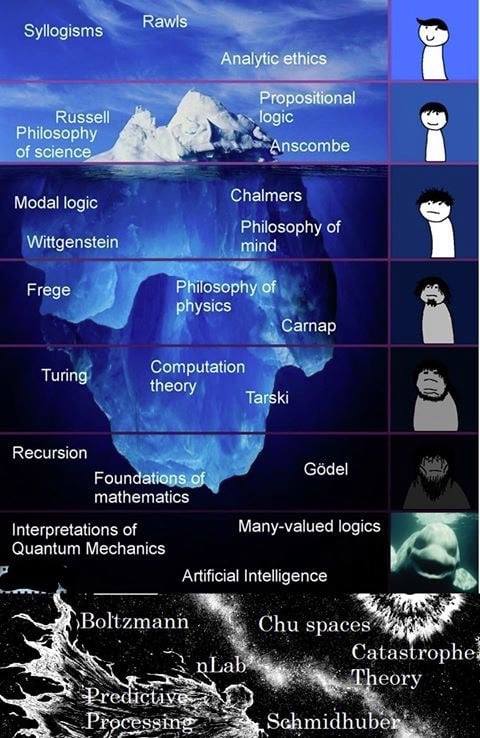 Syllogisms
Rawls
Analytic ethics
Propositional
logic
Russell
Philosophy
of science
Anscombe
Modal logic
Chalmers
Wittgenstein
Philosophy of
mind
Frege
Philosophy of
physics
Carnap
Turing
Computation
theory
Tarski
Recursion
Foundations of
mathematics
Gödel
Interpretations of
Quantum Mechanics
Many-valued logics
Artificial Intelligence
Boltzmann
Chu spaces
nLab
Catastrophe
Theory
Predictive
Processing
Schmidhuber